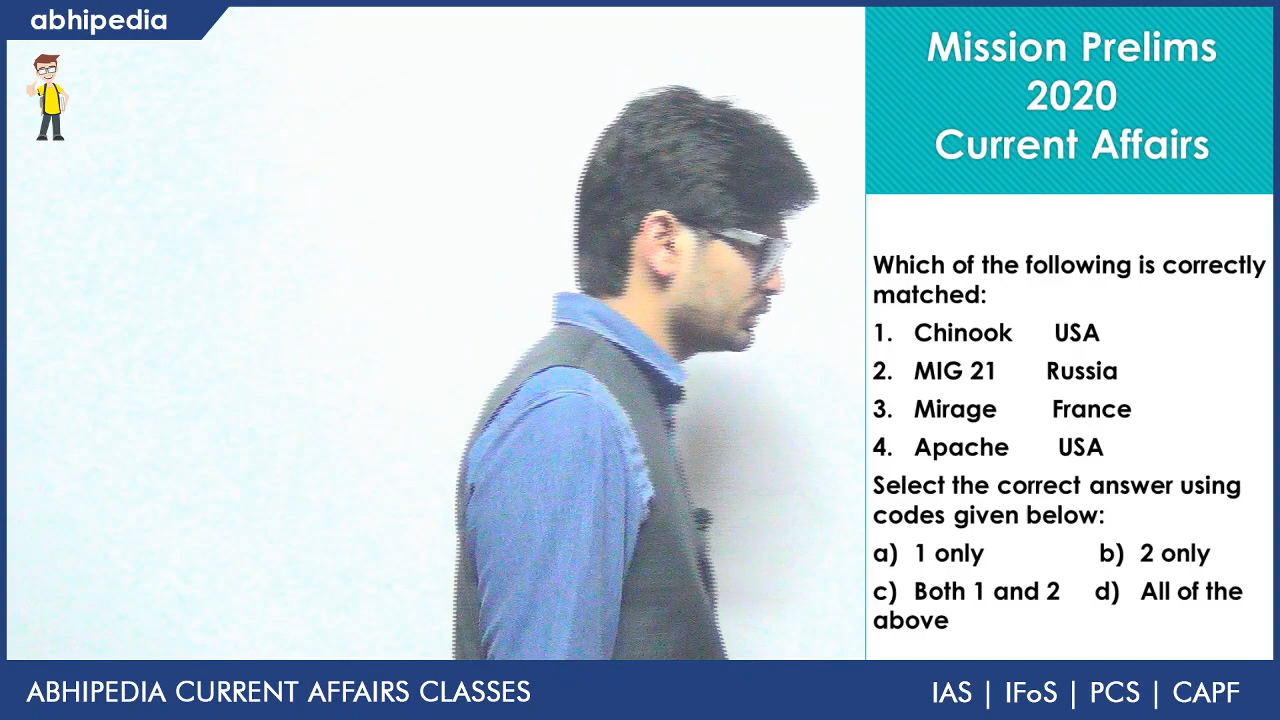 abhipedia
Mission Prelims
2020
Current Affairs
Which of the following is correctly
matched:
1. Chinook USA
2. MIG 21 Russia
3. Mirage France
4. Apache USA
Select the correct answer using
codes given below:
a) 1 only b) 2 only
c) Both 1 and 2 d) All of the
above
ABHIPEDIA CURRENT AFFAIRS CLASSES
IAS | IFoS | PCS | CAPF